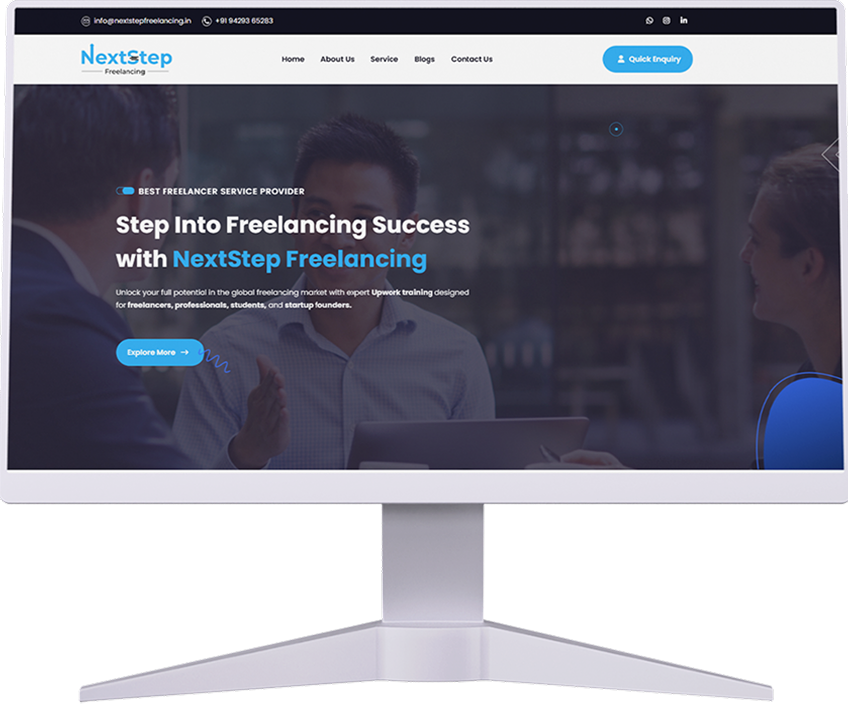 info@nextstepfreelancing.in +91 94293 65283
NextStep
Freelancing
Home About Us Service Blogs Contact Us
Quick Enquiry
BEST FREELANCER SERVICE PROVIDER
Step Into Freelancing Success
with NextStep Freelancing
Unlock your full potential in the global freelancing market with expert Upwork training designed
for freelancers, professionals, students, and startup founders.
Explore More